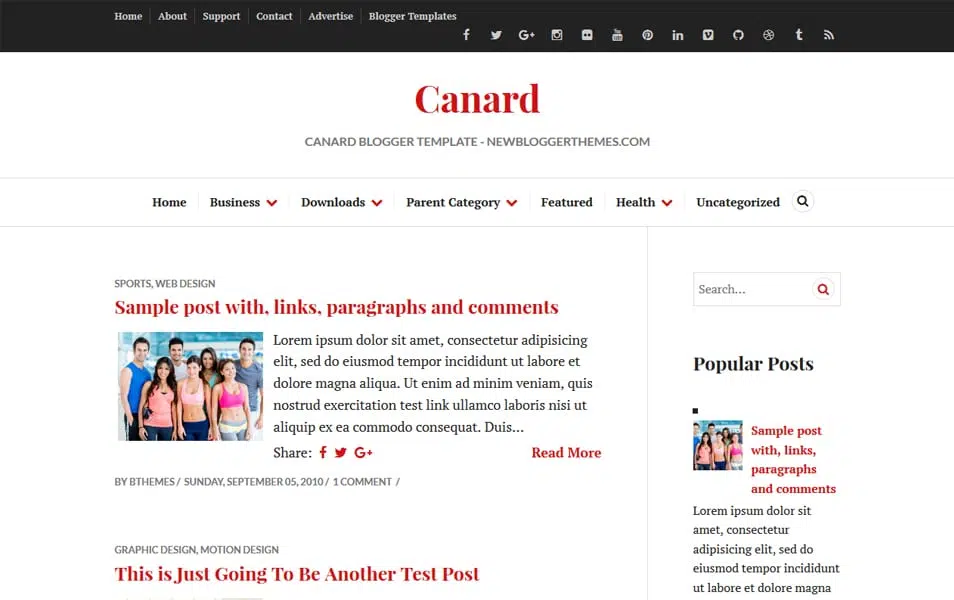 Home About Support Contact Advertise Blogger Templates
Canard
CANARD BLOGGER TEMPLATE - NEWBLOGGERTHEMES.COM
Home Business Downloads Parent Category Featured Health Uncategorized
SPORTS, WEB DESIGN
Sample post with, links, paragraphs and comments
Lorem ipsum dolor sit amet, consectetur adipisicing
elit, sed do eiusmod tempor incididunt ut labore et
dolore magna aliqua. Ut enim ad minim veniam, quis
nostrud exercitation test link ullamco laboris nisi ut
aliquip ex ea commodo consequat. Duis...
Share: Read More
BY BTHEMES / SUNDAY, SEPTEMBER 05, 2010 / 1 COMMENT /
GRAPHIC DESIGN, MOTION DESIGN
This is Just Going To Be Another Test Post
Search...
Popular Posts
Sample post
with, links,
paragraphs
and comments
Lorem ipsum dolor sit
amet, consectetur
adipisicing elit, sed do
eiusmod tempor incididunt
ut labore et dolore magna